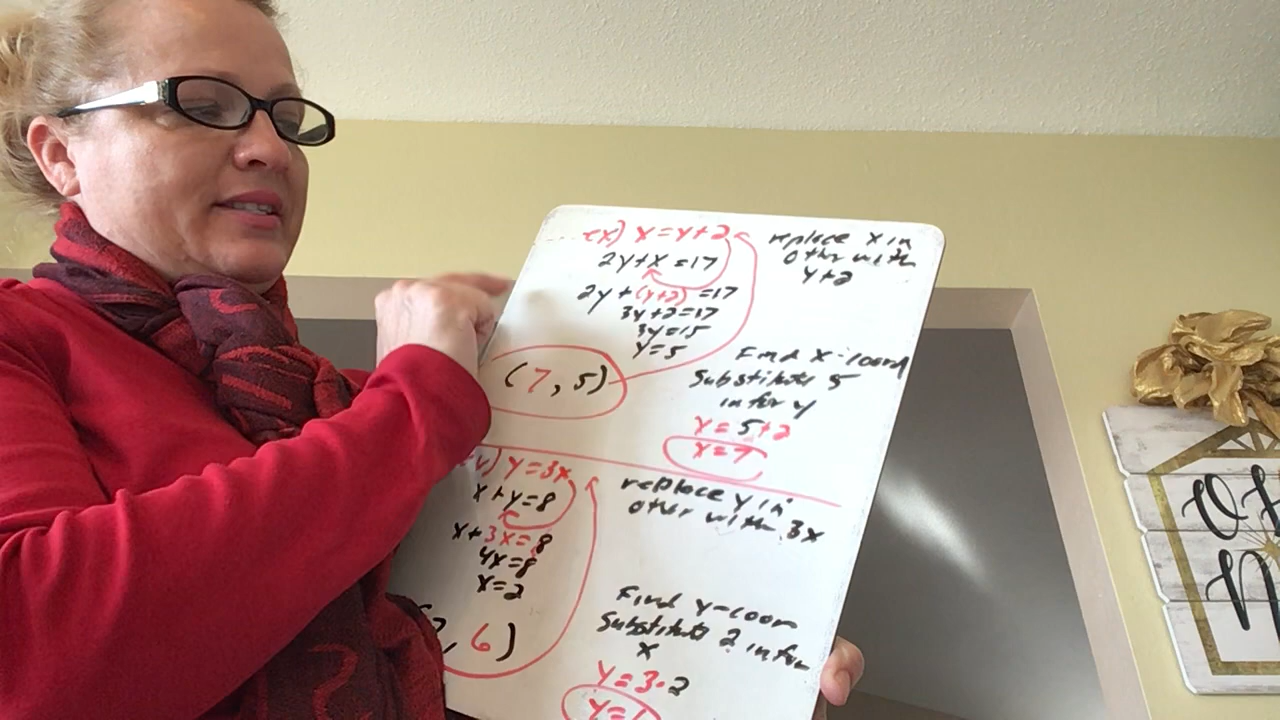 ex) x=y+2
2y+x=17
2y+(y+2)=17
3y+2=17
3y=15
y=5
(7,5)
replace x in
other with
y+2
Find x-coord
Substitute 5
in for y
x=5+2
x=7
y=3x
x+y=8
x+3x=8
4x=8
x=2
, 6)
replace y in
other with 3x
Find y-coor
Substitute 2 in for
x
y=3·2
y=